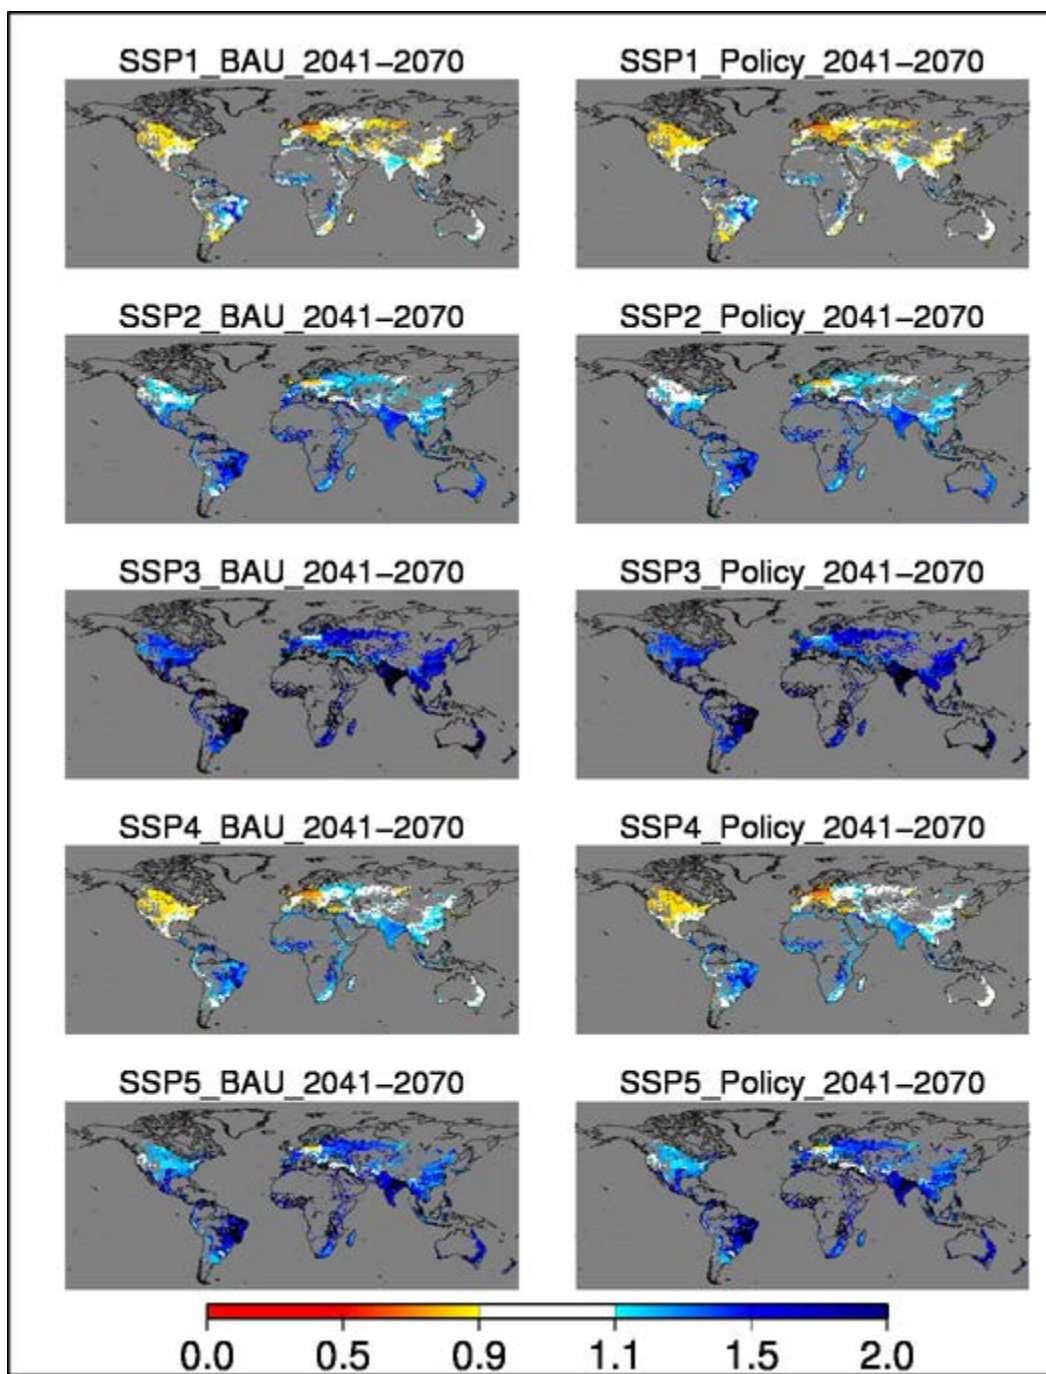 SSP1_BAU_2041-2070 SSP1_Policy_2041-2070
SSP2_BAU_2041-2070 SSP2_Policy_2041-2070
SSP3_BAU_2041-2070 SSP3_Policy_2041-2070
SSP4_BAU_2041-2070 SSP4_Policy_2041-2070
SSP5_BAU_2041-2070 SSP5_Policy_2041-2070
0.0 0.5 0.9 1.1 1.5 2.0